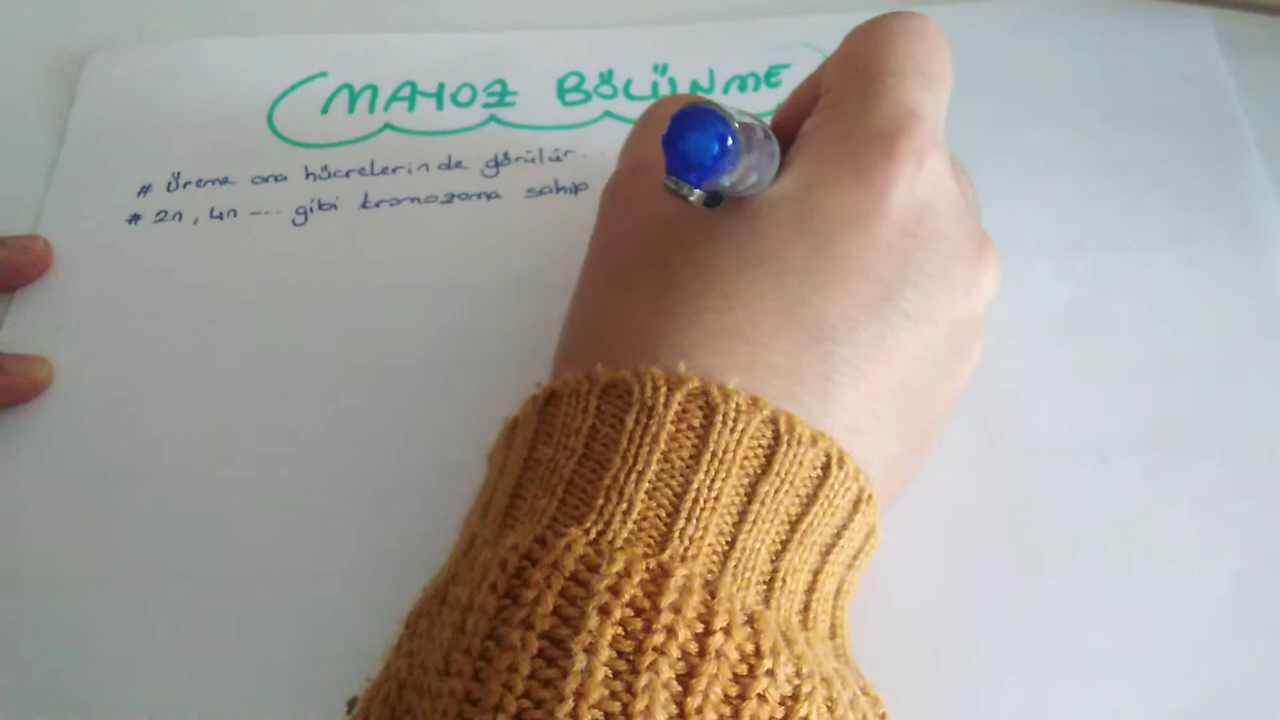 MAYOZ BÖLÜNME
# Üreme ana hücrelerinde görülür...
# 2n, 4n --- gibi kromozoma sahip